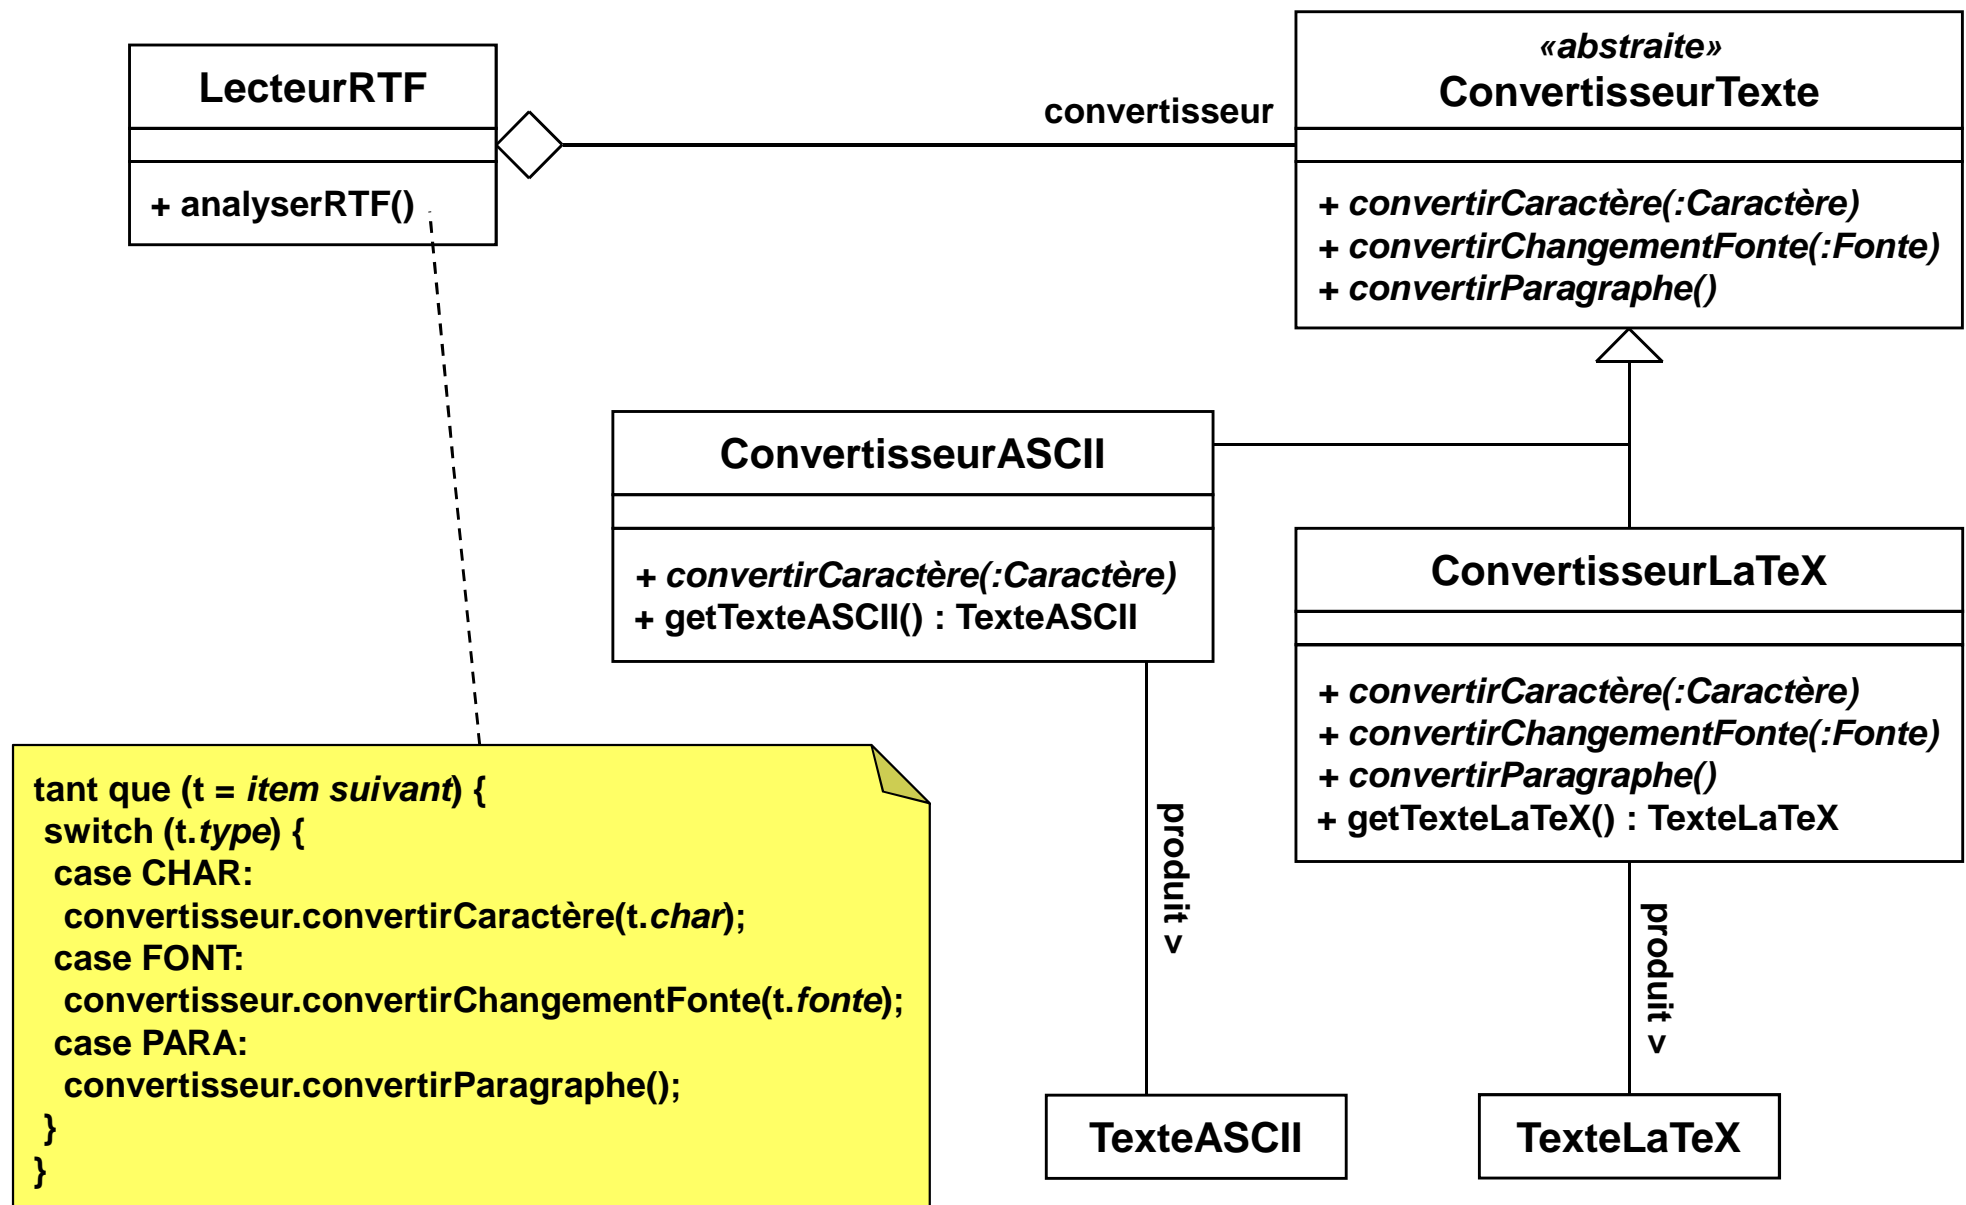 LecteurRTF
+ analyserRTF()
convertisseur
«abstraite»
ConvertisseurTexte
+ convertirCaractère(:Caractère)
+ convertirChangementFonte(:Fonte)
+ convertirParagraphe()
ConvertisseurASCII
+ convertirCaractère(:Caractère)
+ getTexteASCII() : TexteASCII
ConvertisseurLaTeX
+ convertirCaractère(:Caractère)
+ convertirChangementFonte(:Fonte)
+ convertirParagraphe()
+ getTexteLaTeX() : TexteLaTeX
tant que (t = item suivant) {
switch (t.type) {
case CHAR:
convertisseur.convertirCaractère(t.char);
case FONT:
convertisseur.convertirChangementFonte(t.fonte);
case PARA:
convertisseur.convertirParagraphe();
}
}
produit >
produit >
TexteASCII
TexteLaTeX